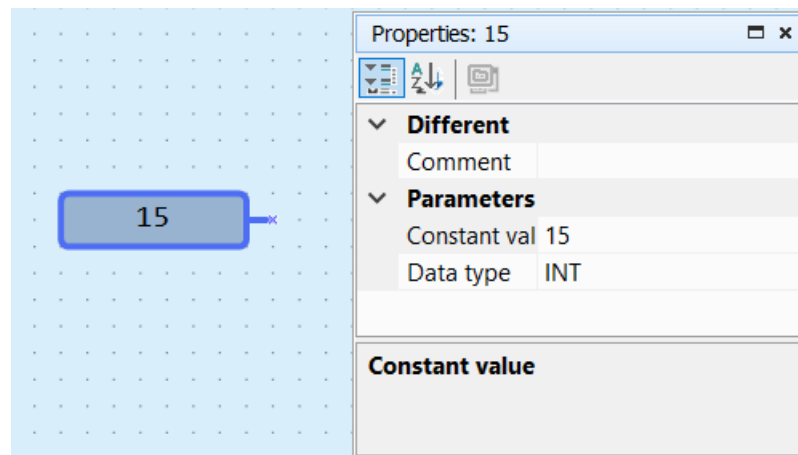 15
Properties: 15
Different
Comment
Parameters
Constant val 15
Data type INT
Constant value